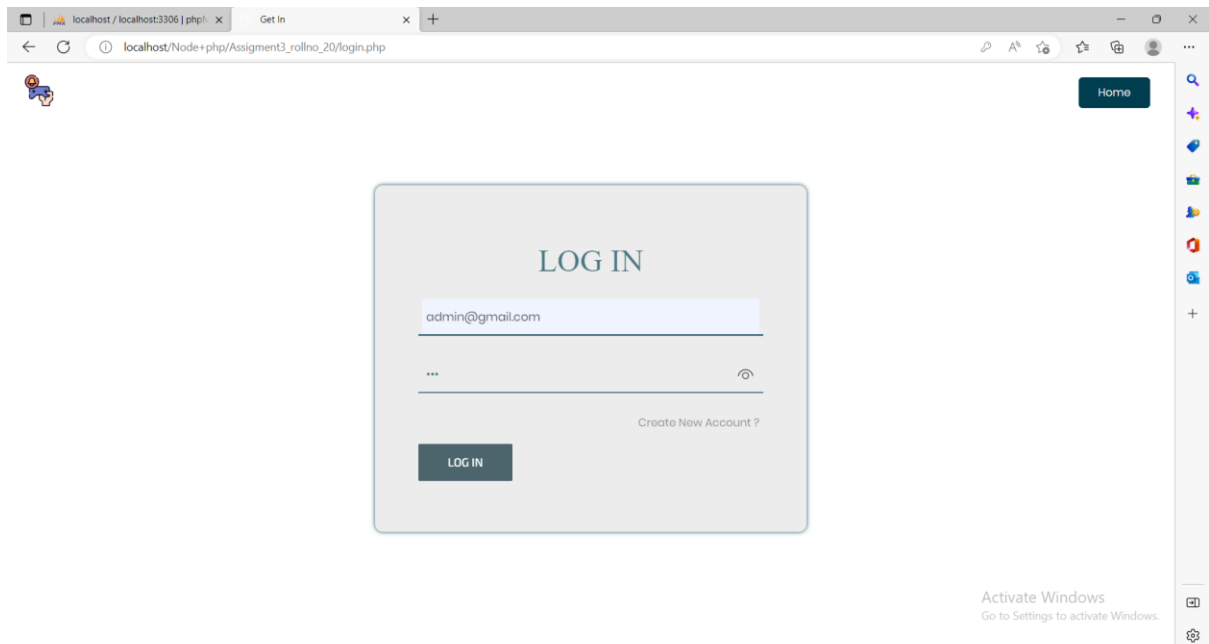 localhost / localhost:3306 | php
Get In
localhost/Node+php/Assigment3_rollno_20/login.php
Home
LOG IN
admin@gmail.com
•••
Create New Account ?
LOG IN
Activate Windows
Go to Settings to activate Windows.